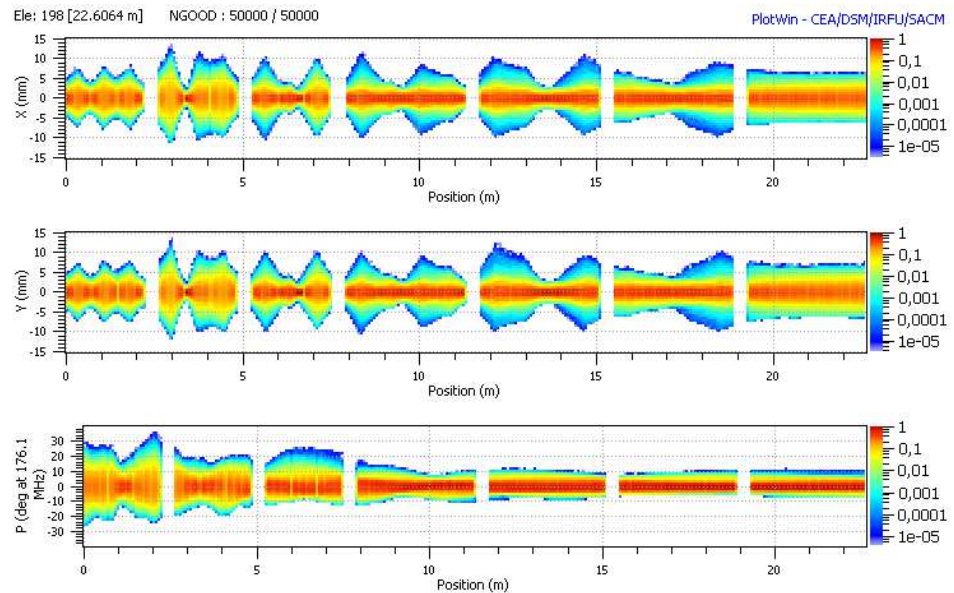 Ele: 198 [22.6064 m] NGOOD : 50000 / 50000
PlotWin - CEA/DSM/IRFU/SACM
X (mm)
15
10
5
0
-5
-10
-15
0 5 10 15 20
Position (m)
1
0,1
0,01
0,001
0,0001
1e-05
Y (mm)
15
10
5
0
-5
-10
-15
0 5 10 15 20
Position (m)
1
0,1
0,01
0,001
0,0001
1e-05
P (deg at 176.1
MHz)
30
20
10
0
-10
-20
-30
0 5 10 15 20
Position (m)
1
0,1
0,01
0,001
0,0001
1e-05